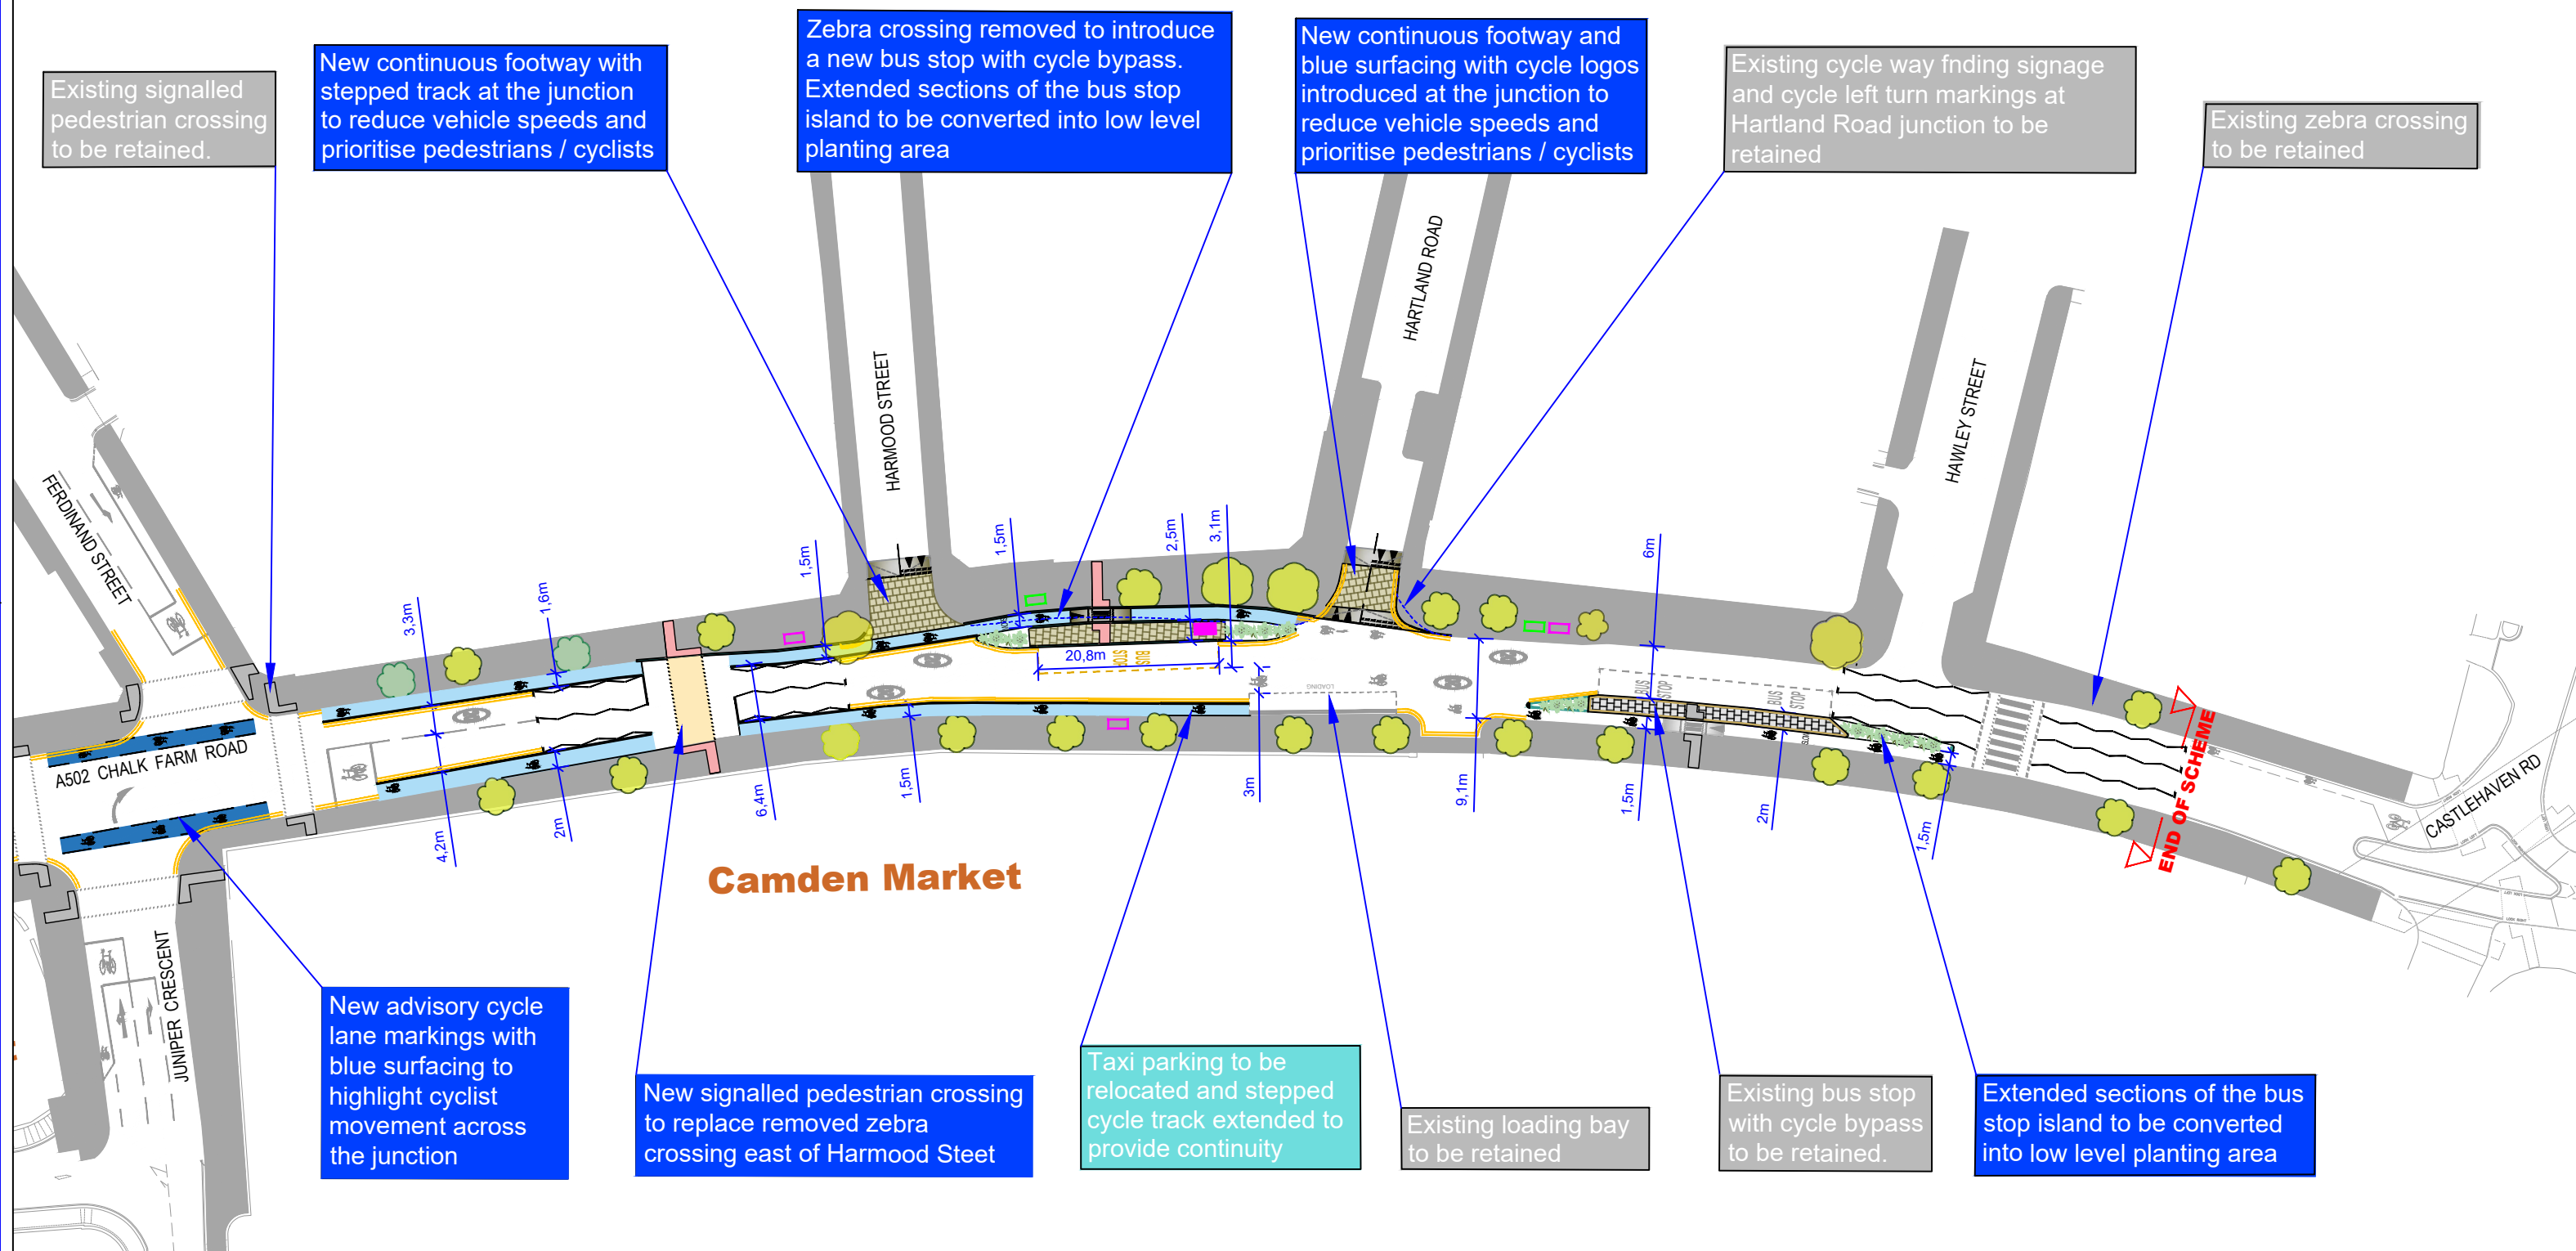 Existing signalled
pedestrian crossing
to be retained.
New continuous footway with
stepped track at the junction
to reduce vehicle speeds and
prioritise pedestrians / cyclists
Zebra crossing removed to introduce
a new bus stop with cycle bypass.
Extended sections of the bus stop
island to be converted into low level
planting area
New continuous footway and
blue surfacing with cycle logos
introduced at the junction to
reduce vehicle speeds and
prioritise pedestrians / cyclists
Existing cycle way fnding signage
and cycle left turn markings at
Hartland Road junction to be
retained
Existing zebra crossing
to be retained
FERDINAND STREET
HARMOOD STREET
HARTLAND ROAD
HAWLEY STREET
A502 CHALK FARM ROAD
JUNIPER CRESCENT
CASTLEHAVEN RD
END OF SCHEME
3,3m
1,6m
1,5m
1,5m
2,5m
3,1m
6m
20,8m
BUS
STOP
LOADING
BUS
STOP
BUS
STOP
4,2m
2m
6,4m
1,5m
3m
9,1m
1,5m
2m
1,5m
Camden Market
New advisory cycle
lane markings with
blue surfacing to
highlight cyclist
movement across
the junction
New signalled pedestrian crossing
to replace removed zebra
crossing east of Harmood Steet
Taxi parking to be
relocated and stepped
cycle track extended to
provide continuity
Existing loading bay
to be retained
Existing bus stop
with cycle bypass
to be retained.
Extended sections of the bus
stop island to be converted
into low level planting area